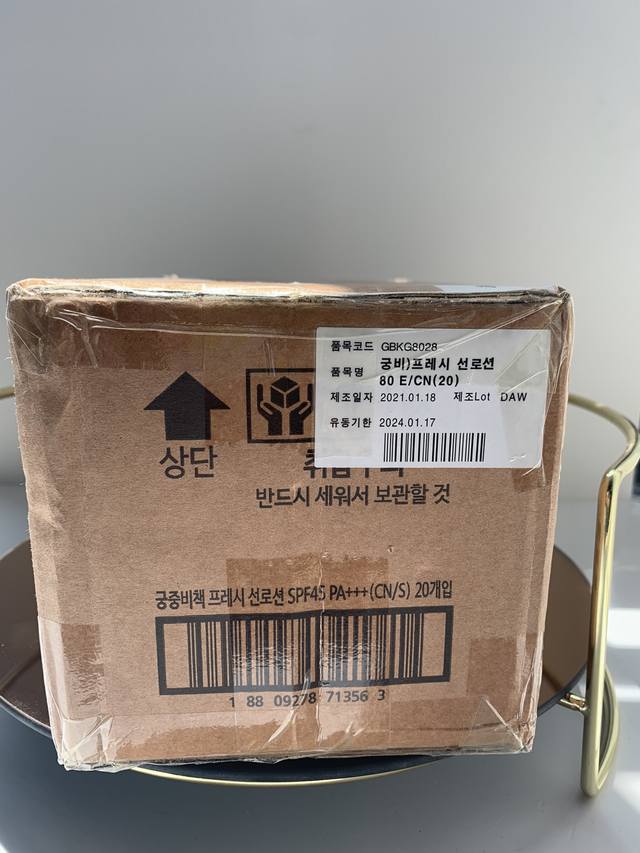 품목코드 GBKG8028
품목명 궁비)프레시 선로션
80 E/CN(20)
제조일자 2021.01.18 제조Lot DAW
유동기한 2024.01.17
상단
반드시 세워서 보관할 것
궁중비책 프레시 선로션 SPF45 PA+++(CN/S) 20개입
1 88 09278 71356 3